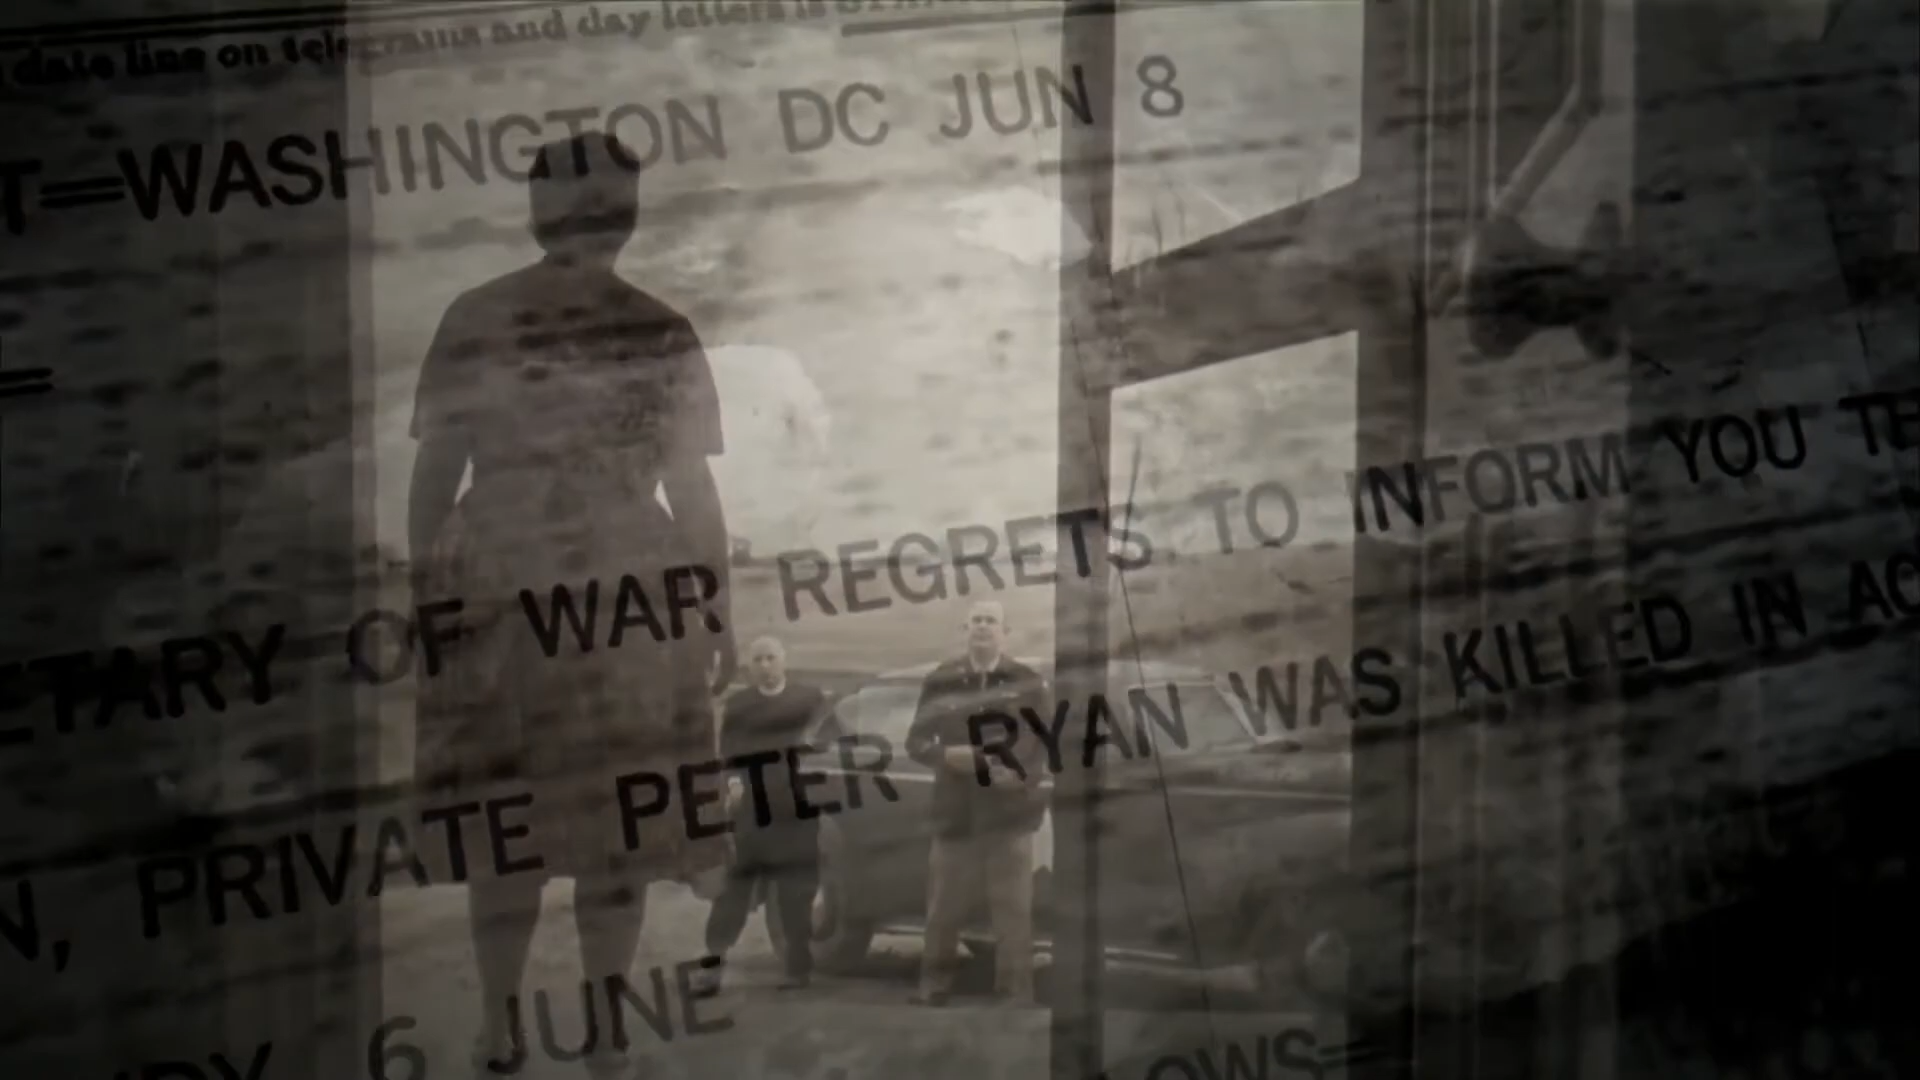 date line on telegrams and day letters is
T=WASHINGTON DC JUN 8
=
ETARY OF WAR REGRETS TO INFORM YOU
N, PRIVATE PETER RYAN WAS KILLED IN AC
6 JUNE
OWS=